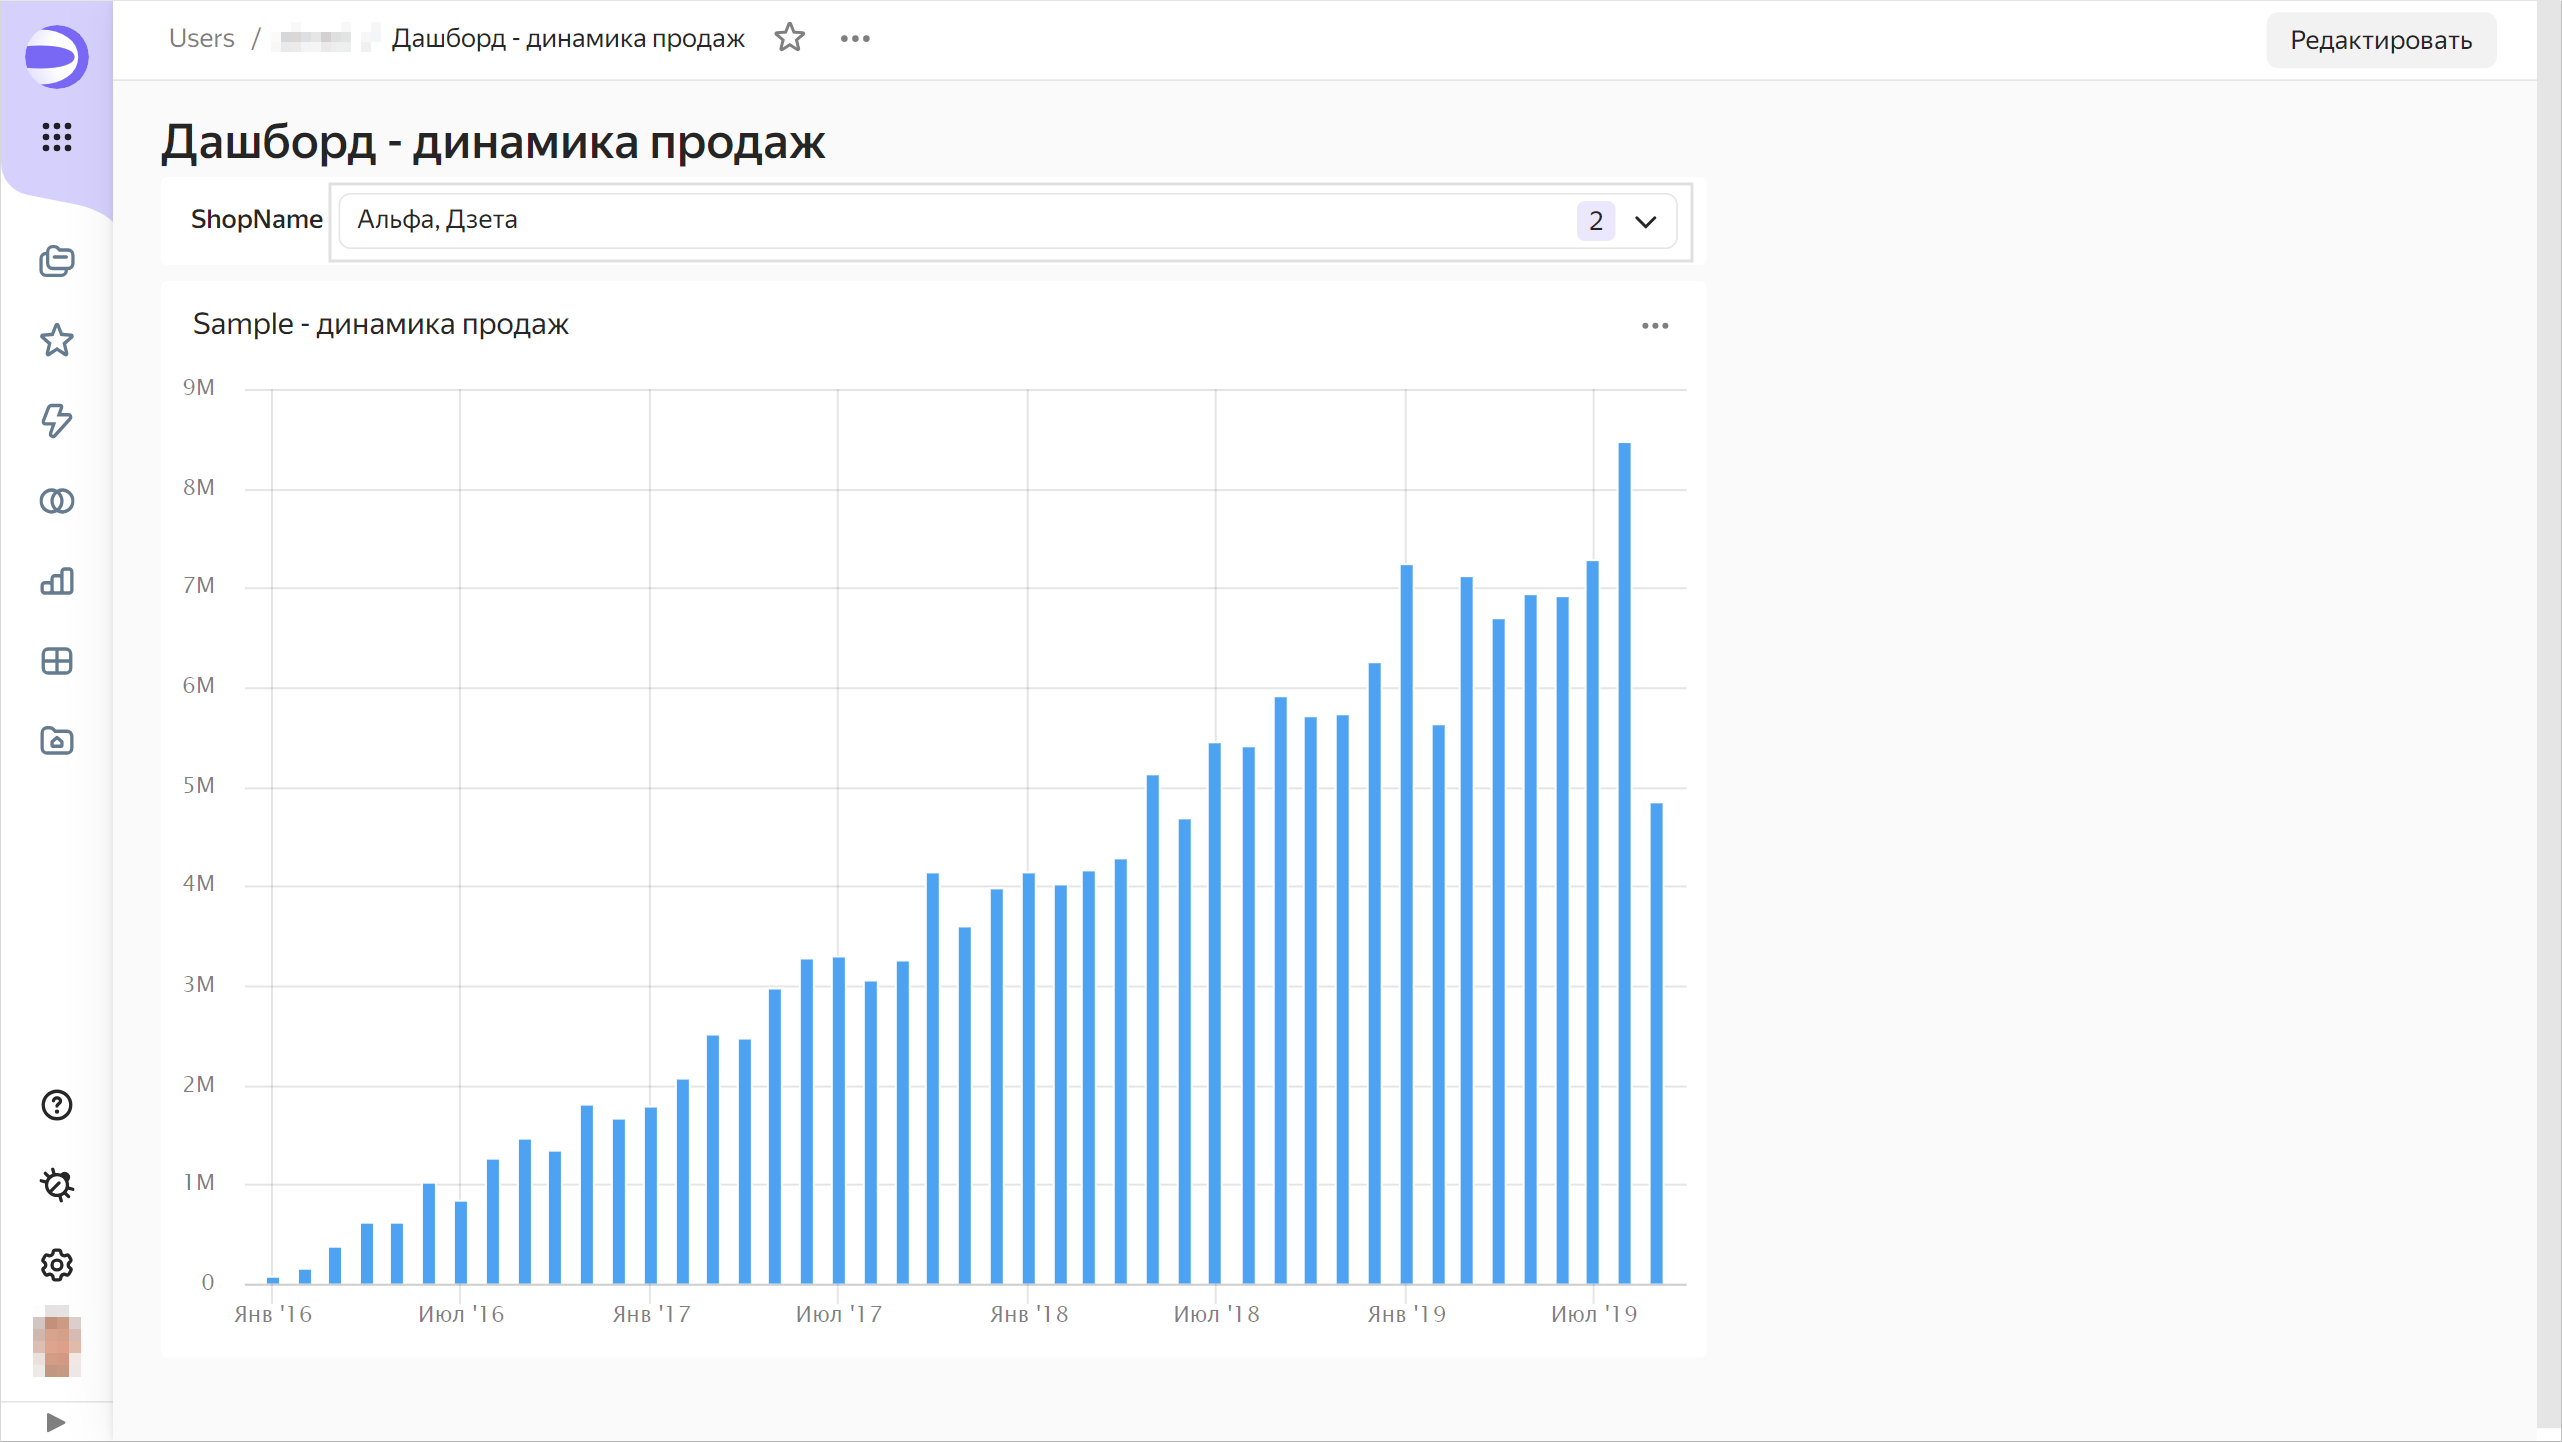 Users / Дашборд - динамика продаж
Редактировать
Дашборд - динамика продаж
ShopName Альфа, Дзета 2
Sample - динамика продаж
9M
8M
7M
6M
5M
4M
3M
2M
1M
0
Янв '16 Июл '16 Янв '17 Июл '17 Янв '18 Июл '18 Янв '19 Июл '19